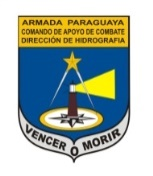 ARMADA PARAGUAYA
COMANDO DE APOYO DE COMBATE
DIRECCIÓN DE HIDROGRAFIA
VENCER O MORIR